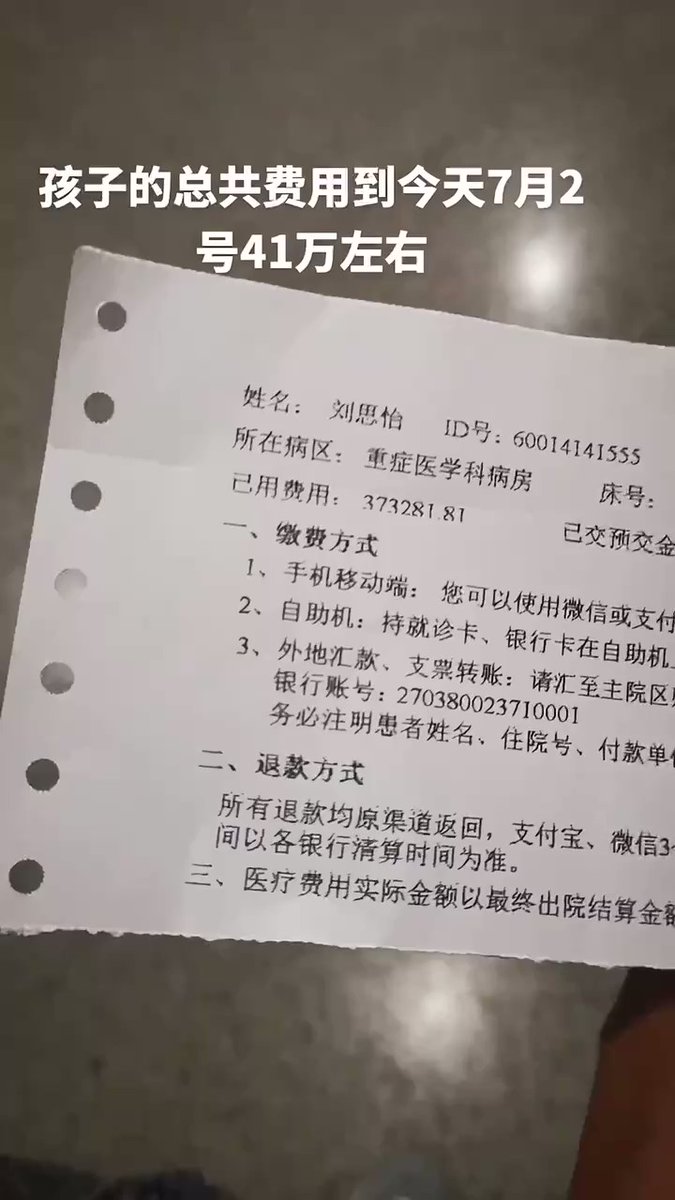 孩子的总共费用到今天7月2
号41万左右
姓名： 刘思怡 ID号：60014141555
所在病区： 重症医学科病房 床号：
已用费用： 373281.81 已交预交金
一、缴费方式
1、手机移动端： 您可以使用微信或支付
2、自助机：持就诊卡、银行卡在自助机
3、外地汇款、支票转账：请汇至主院区
银行账号：270380023710001
务必注明患者姓名、住院号、付款单
二、退款方式
所有退款均原渠道返回，支付宝、微信3
间以各银行清算时间为准。
三、医疗费用实际金额以最终出院结算金额